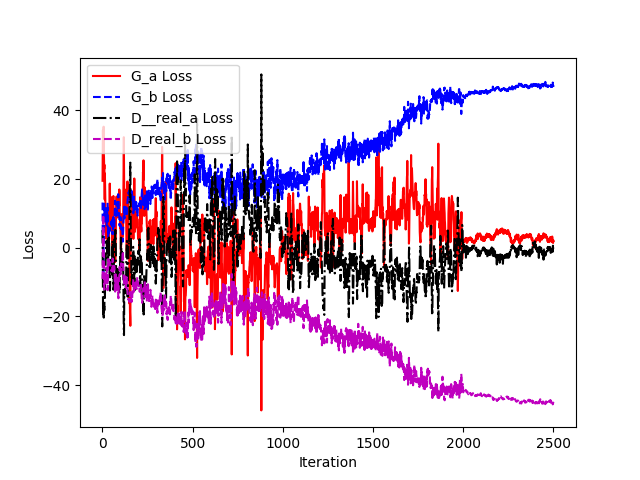 G_a Loss
G_b Loss
D__real_a Loss
D_real_b Loss
40
20
0
−20
−40
Loss
0
500
1000
1500
2000
2500
Iteration